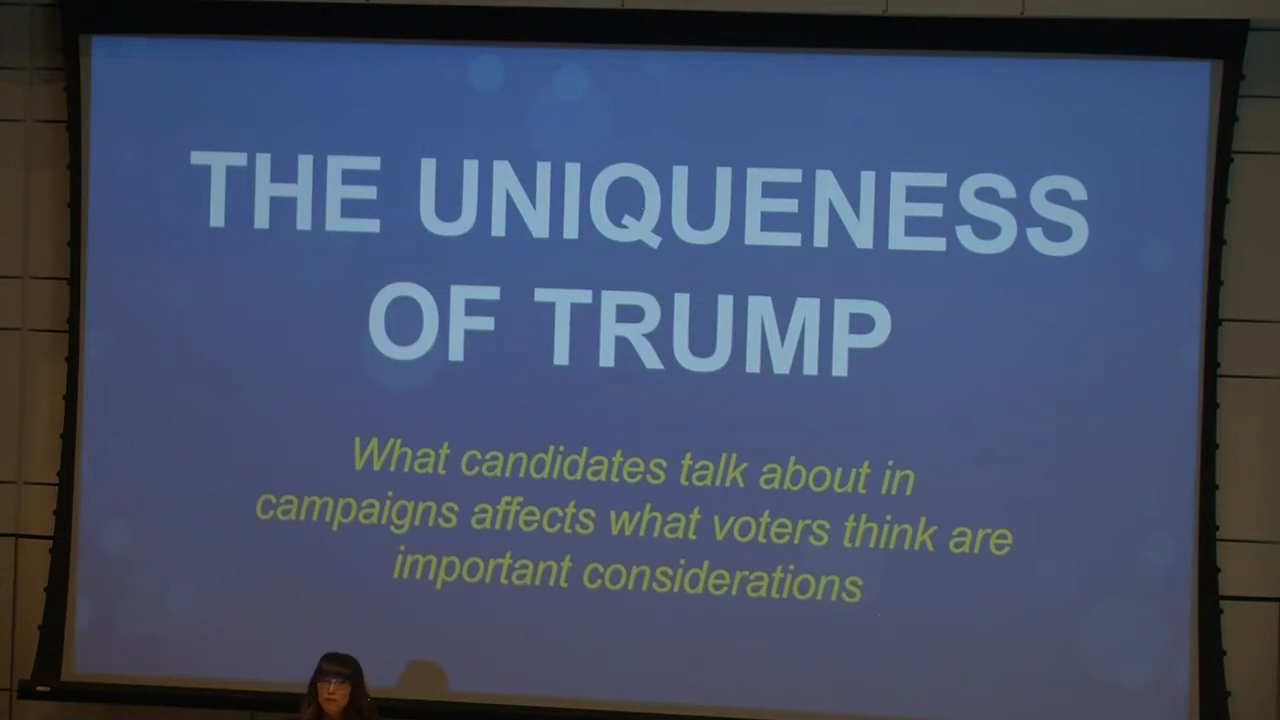 THE UNIQUENESS
OF TRUMP
What candidates talk about in
campaigns affects what voters think are
important considerations